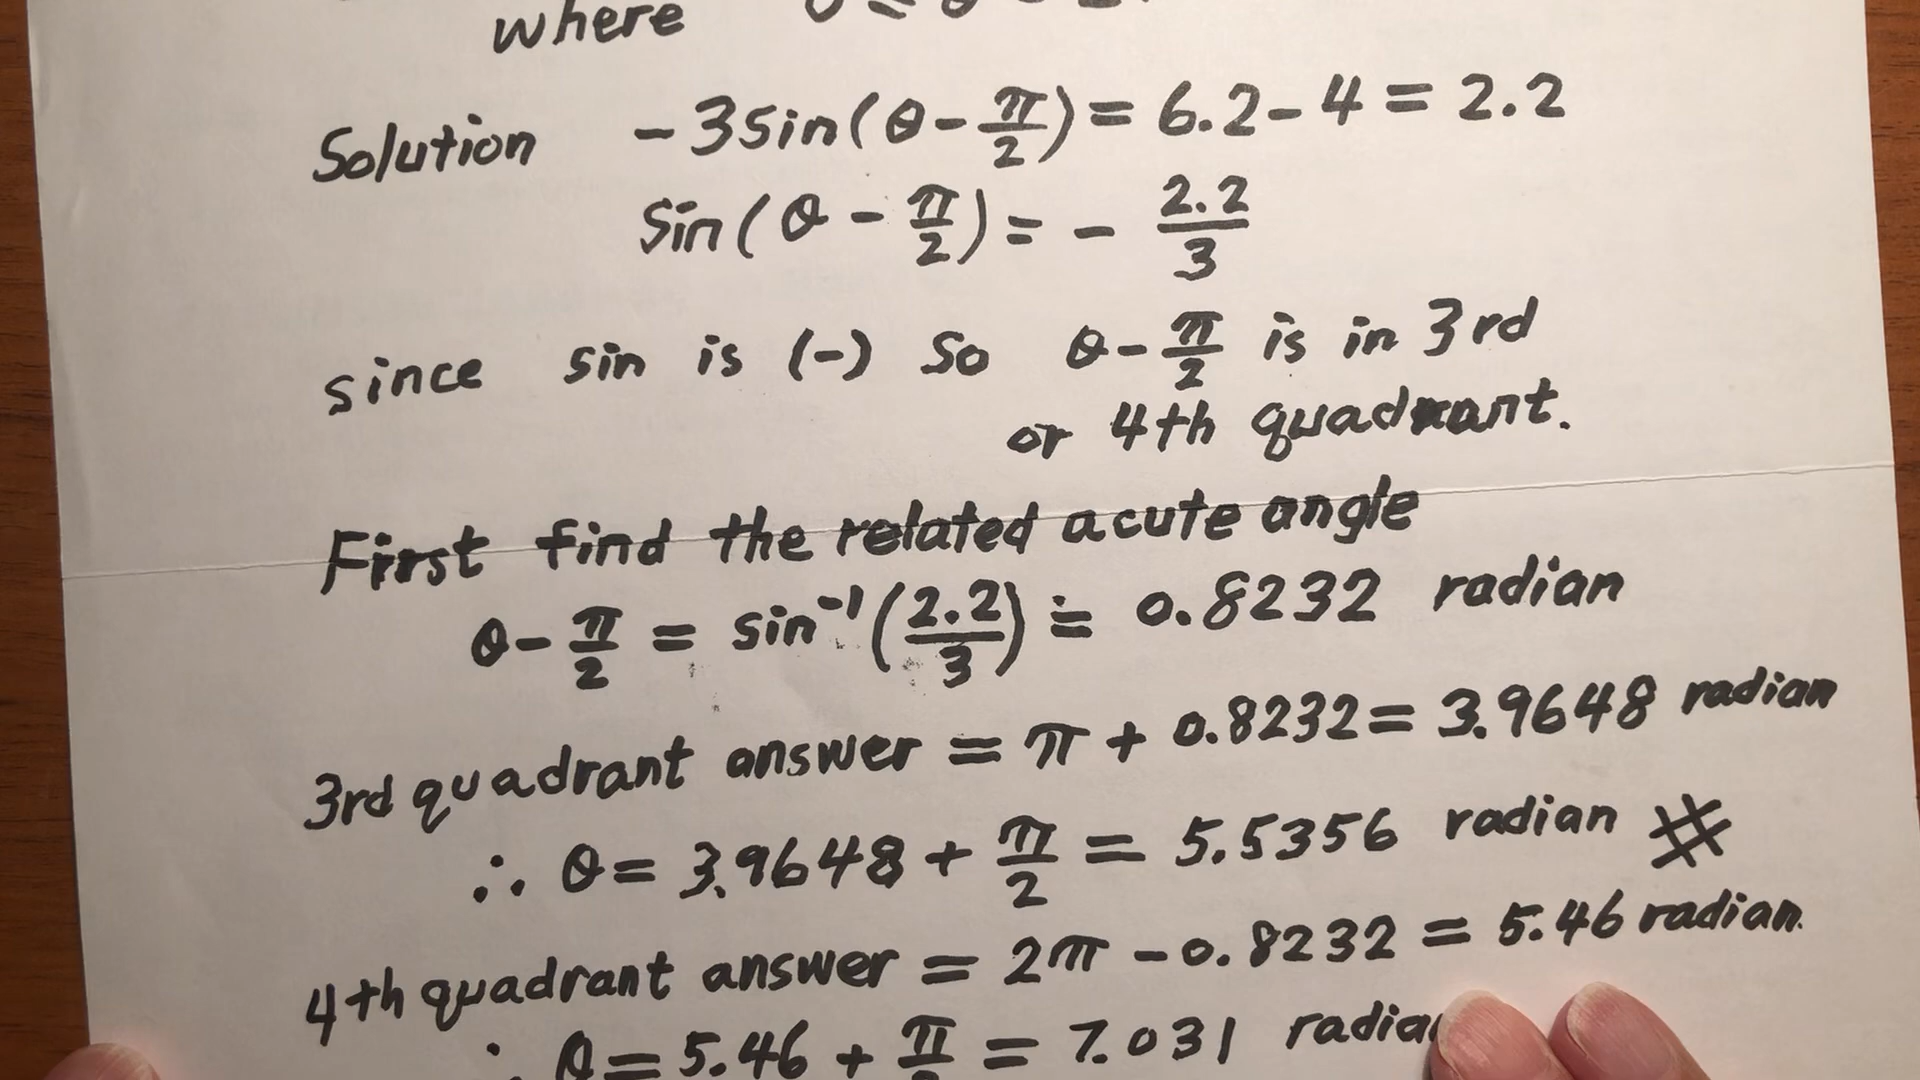 where
Solution -3sin(θ-π/2) = 6.2-4 = 2.2
sin(θ-π/2) = - 2.2/3
since sin is (-) so θ-π/2 is in 3rd
or 4th quadrant.
First find the related acute angle
θ-π/2 = sin⁻¹(2.2/3) ≐ 0.8232 radian
3rd quadrant answer = π + 0.8232 = 3.9648 radian
∴ θ = 3.9648 + π/2 = 5.5356 radian #
4th quadrant answer = 2π - 0.8232 = 5.46 radian.
∴ θ = 5.46 + π/2 = 7.031 radian